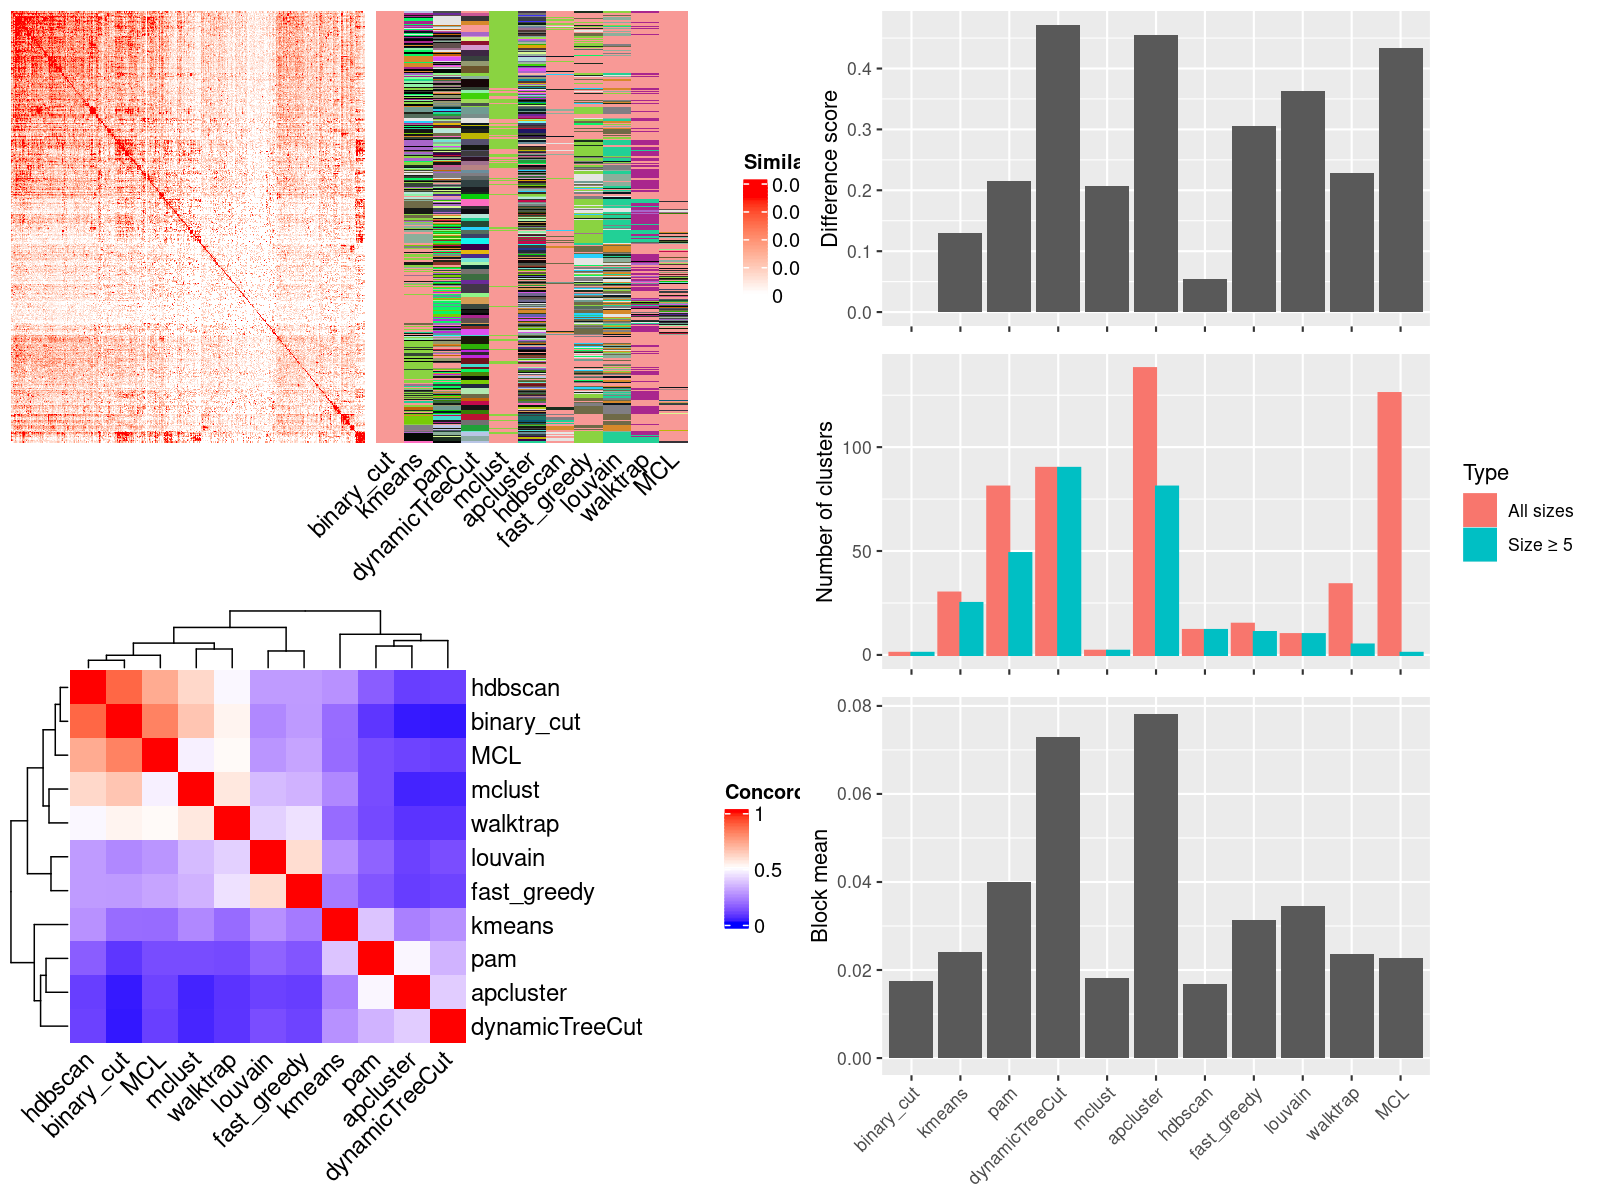 Simila
0.0
0.0
0.0
0.0
0
binary_cut
kmeans
pam
dynamicTreeCut
mclust
apcluster
hdbscan
fast_greedy
louvain
walktrap
MCL
hdbscan
binary_cut
MCL
mclust
walktrap
louvain
fast_greedy
kmeans
pam
apcluster
dynamicTreeCut
hdbscan
binary_cut
MCL
mclust
walktrap
louvain
fast_greedy
kmeans
pam
apcluster
dynamicTreeCut
Concord
1
0.5
0
Difference score
0.4
0.3
0.2
0.1
0.0
Number of clusters
100
50
0
Type
All sizes
Size ≥ 5
Block mean
0.08
0.06
0.04
0.02
0.00
binary_cut
kmeans
pam
dynamicTreeCut
mclust
apcluster
hdbscan
fast_greedy
louvain
walktrap
MCL